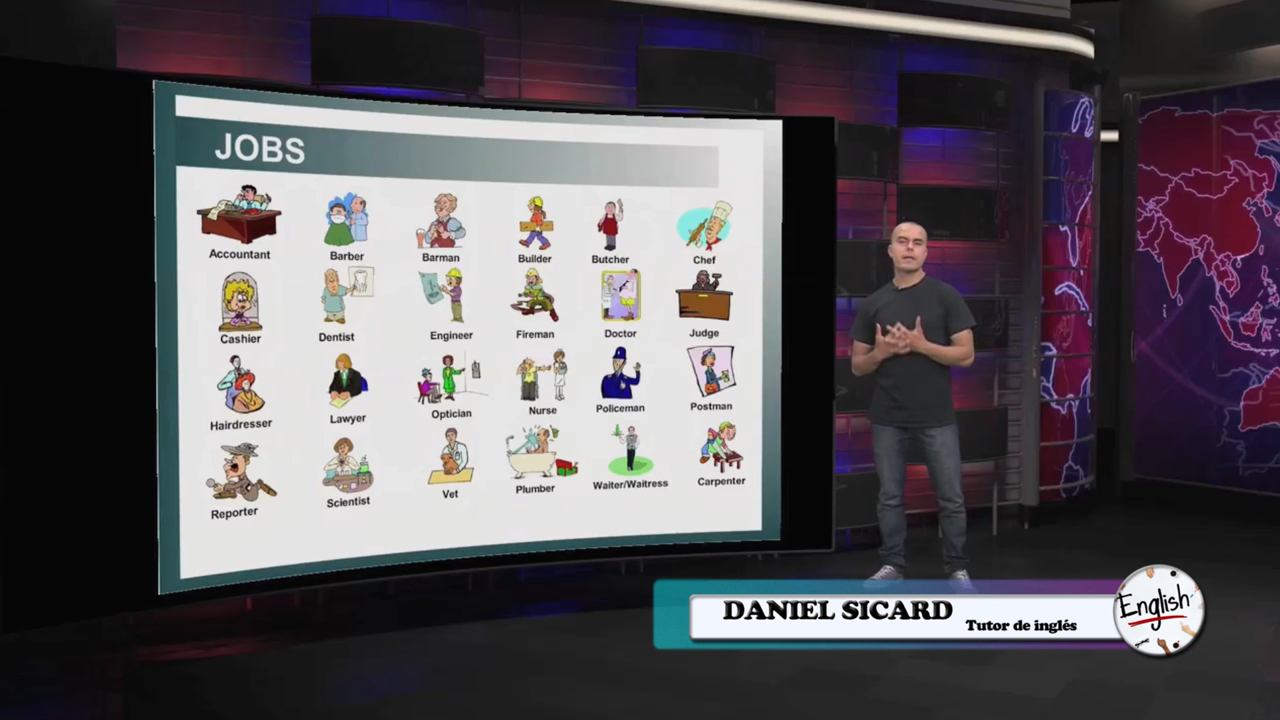 JOBS
Accountant
Barber
Barman
Builder
Butcher
Chef
Cashier
Dentist
Engineer
Fireman
Doctor
Judge
Hairdresser
Lawyer
Optician
Nurse
Policeman
Postman
Reporter
Scientist
Vet
Plumber
Waiter/Waitress
Carpenter
DANIEL SICARD
Tutor de inglés
English